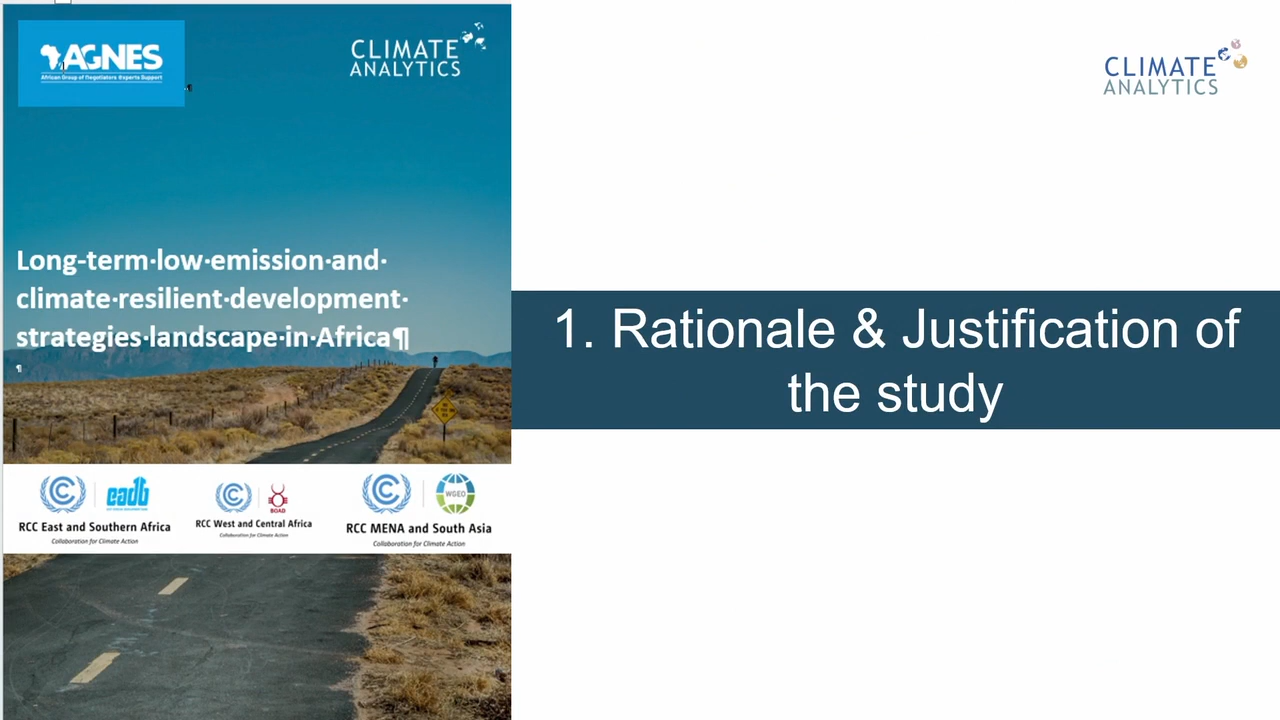 AGNES
African Group of Negotiators Experts Support
CLIMATE
ANALYTICS
Long-term·low·emission·and·
climate·resilient·development·
strategies·landscape·in·Africa¶
¶
eadb
RCC East and Southern Africa
Collaboration for Climate Action
BOAD
RCC West and Central Africa
Collaboration for Climate Action
WGEO
RCC MENA and South Asia
Collaboration for Climate Action
CLIMATE
ANALYTICS
1. Rationale & Justification of
the study